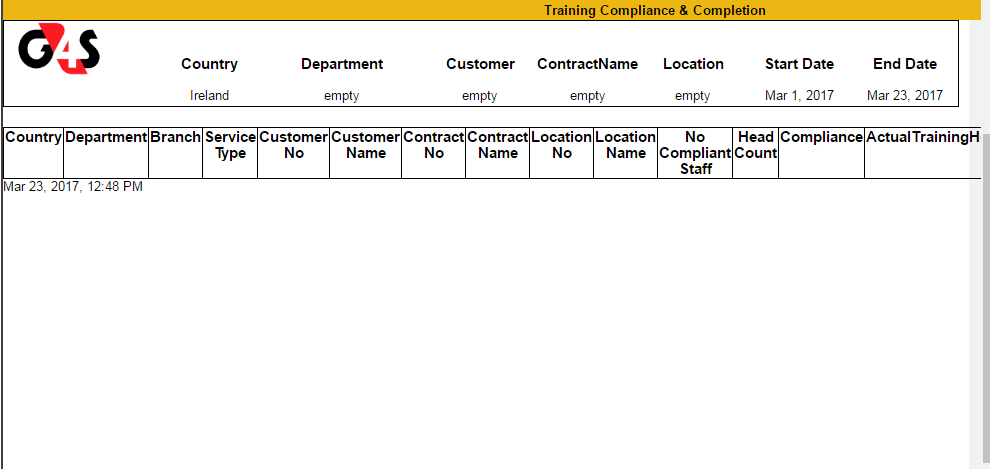 Training Compliance & Completion
G4S
Country Department Customer ContractName Location Start Date End Date
Ireland empty empty empty empty Mar 1, 2017 Mar 23, 2017
Country Department Branch Service Customer Customer Contract Contract Location Location No Head Compliance ActualTrainingH
Type No Name No Name No Name Compliant Count
Staff
Mar 23, 2017, 12:48 PM